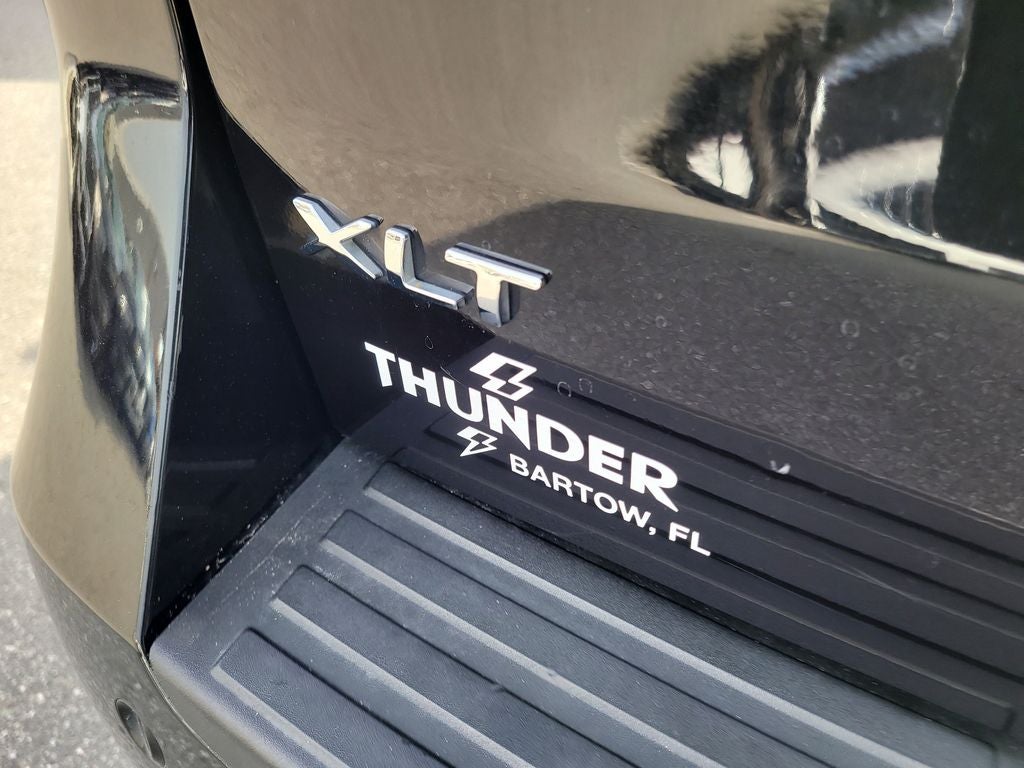 XLT
THUNDER
BARTOW, FL